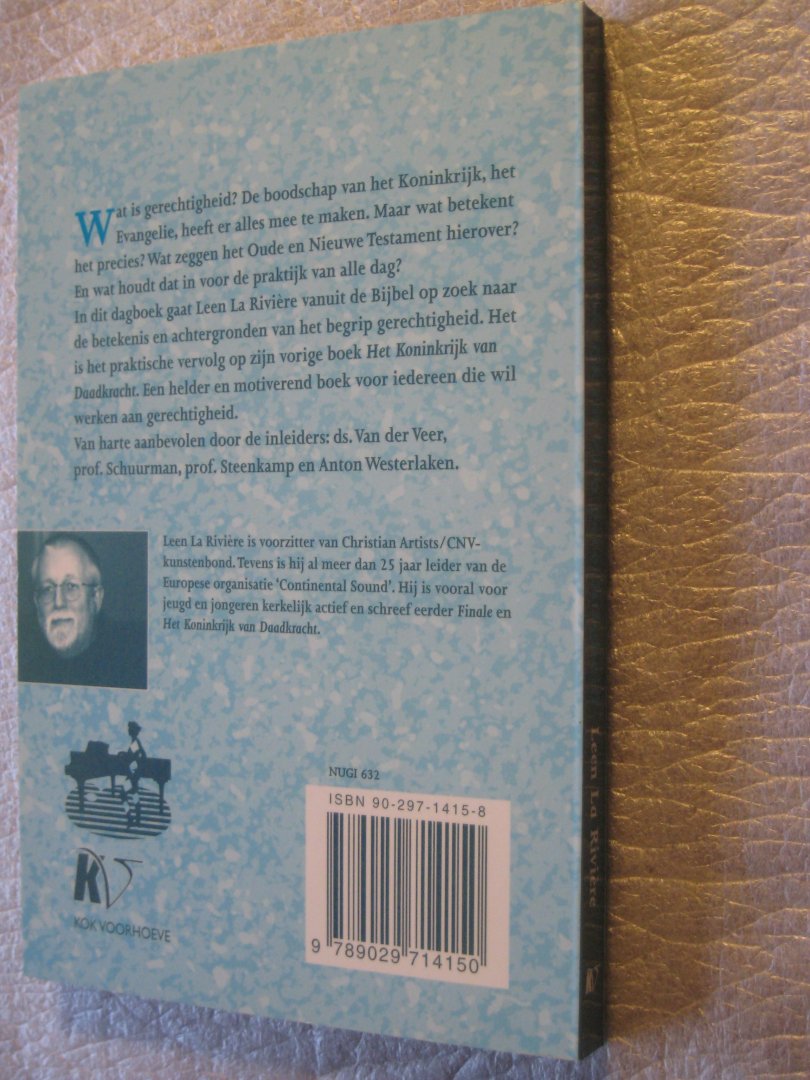 Wat is gerechtigheid? De boodschap van het Koninkrijk, het
Evangelie, heeft er alles mee te maken. Maar wat betekent
het precies? Wat zeggen het Oude en Nieuwe Testament hierover?
En wat houdt dat in voor de praktijk van alle dag?
In dit dagboek gaat Leen La Rivière vanuit de Bijbel op zoek naar
de betekenis en achtergronden van het begrip gerechtigheid. Het
is het praktische vervolg op zijn vorige boek Het Koninkrijk van
Daadkracht. Een helder en motiverend boek voor iedereen die wil
werken aan gerechtigheid.
Van harte aanbevolen door de inleiders: ds. Van der Veer,
prof. Schuurman, prof. Steenkamp en Anton Westerlaken.
Leen La Rivière is voorzitter van Christian Artists/CNV-
kunstenbond. Tevens is hij al meer dan 25 jaar leider van de
Europese organisatie ‘Continental Sound’. Hij is vooral voor
jeugd en jongeren kerkelijk actief en schreef eerder Finale en
Het Koninkrijk van Daadkracht.
KV
KOK VOORHOEVE
NUGI 632
ISBN 90-297-1415-8
9 789029 714150
Leen La Rivière